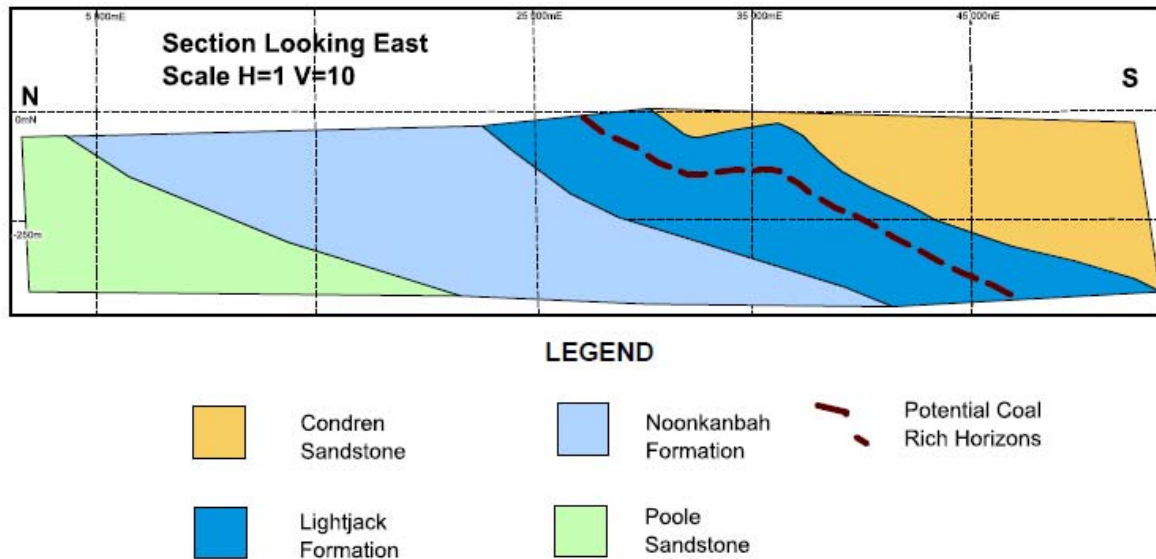 5 000mE
25 000mE
35 000mE
45 000mE
Section Looking East
Scale H=1 V=10
N
S
0mN
-250m
LEGEND
Condren
Sandstone
Noonkanbah
Formation
Potential Coal
Rich Horizons
Lightjack
Formation
Poole
Sandstone